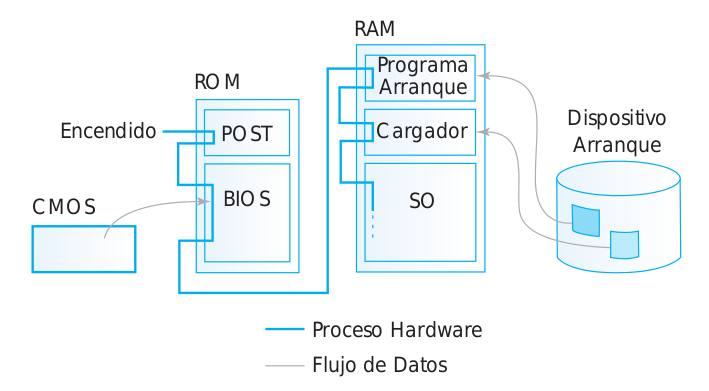 RAM
ROM
Programa
Arranque
Encendido
POST
Cargador
Dispositivo
Arranque
CMOS
BIOS
SO
Proceso Hardware
Flujo de Datos